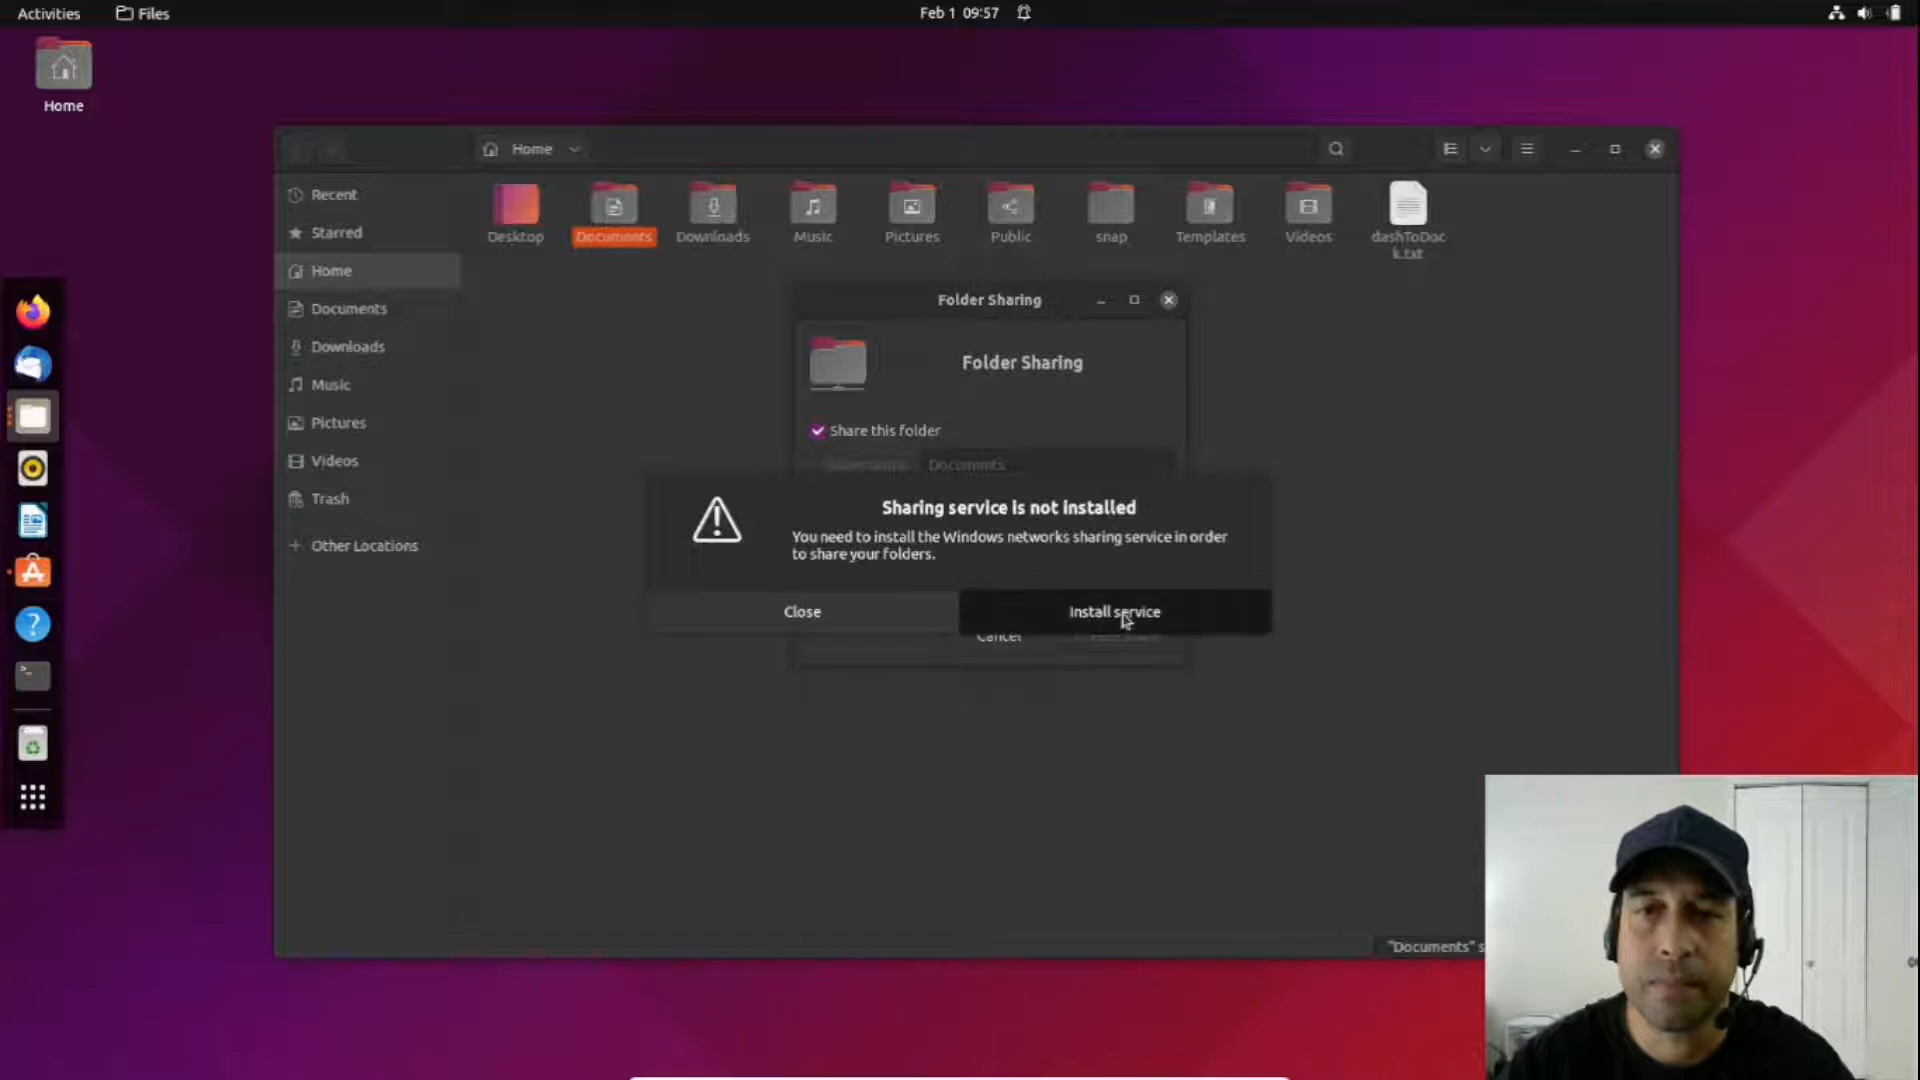 Activities
Files
Feb 1 09:57
Home
Home
Recent
Starred
Home
Documents
Downloads
Music
Pictures
Videos
Trash
Other Locations
Desktop
Documents
Downloads
Music
Pictures
Public
snap
Templates
Videos
dashToDoc
k.txt
Folder Sharing
Folder Sharing
Share this folder
Documents
Sharing service is not installed
You need to install the Windows networks sharing service in order
to share your folders.
Close
Install service
Cancel
"Documents" s